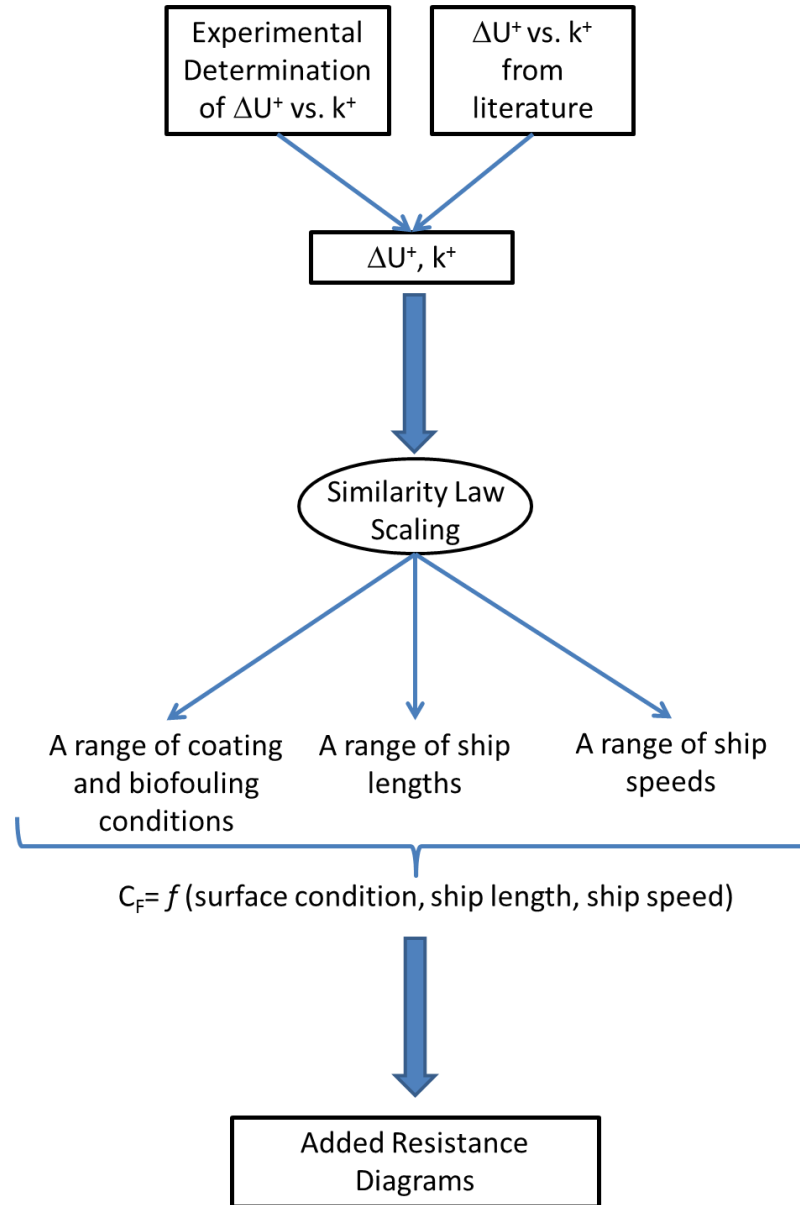 Experimental
Determination
of ΔU⁺ vs. k⁺
ΔU⁺ vs. k⁺
from
literature
ΔU⁺, k⁺
Similarity Law
Scaling
A range of coating
and biofouling
conditions
A range of ship
lengths
A range of ship
speeds
C_F= f (surface condition, ship length, ship speed)
Added Resistance
Diagrams